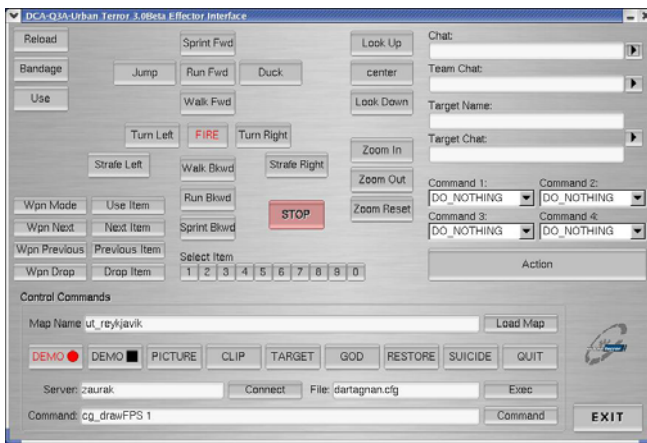 DCA-Q3A-Urban Terror 3.0Beta Effector Interface
Reload
Sprint Fwd
Look Up
Chat:
Bandage
Jump
Run Fwd
Duck
center
Team Chat:
Use
Walk Fwd
Look Down
Target Name:
Turn Left
FIRE
Turn Right
Zoom In
Target Chat:
Strafe Left
Walk Bkwd
Strafe Right
Zoom Out
Command 1:
Command 2:
DO_NOTHING
DO_NOTHING
Wpn Mode
Use Item
Run Bkwd
STOP
Zoom Reset
Command 3:
Command 4:
Wpn Next
Next Item
Sprint Bkwd
DO_NOTHING
DO_NOTHING
Wpn Previous
Previous Item
Select Item
Wpn Drop
Drop Item
1 2 3 4 5 6 7 8 9 0
Action
Control Commands
Map Name
ut_reykjavik
Load Map
DEMO
DEMO
PICTURE
CLIP
TARGET
GOD
RESTORE
SUICIDE
QUIT
Server:
zaurak
Connect
File:
dartagnan.cfg
Exec
Command:
cg_drawFPS 1
Command
EXIT